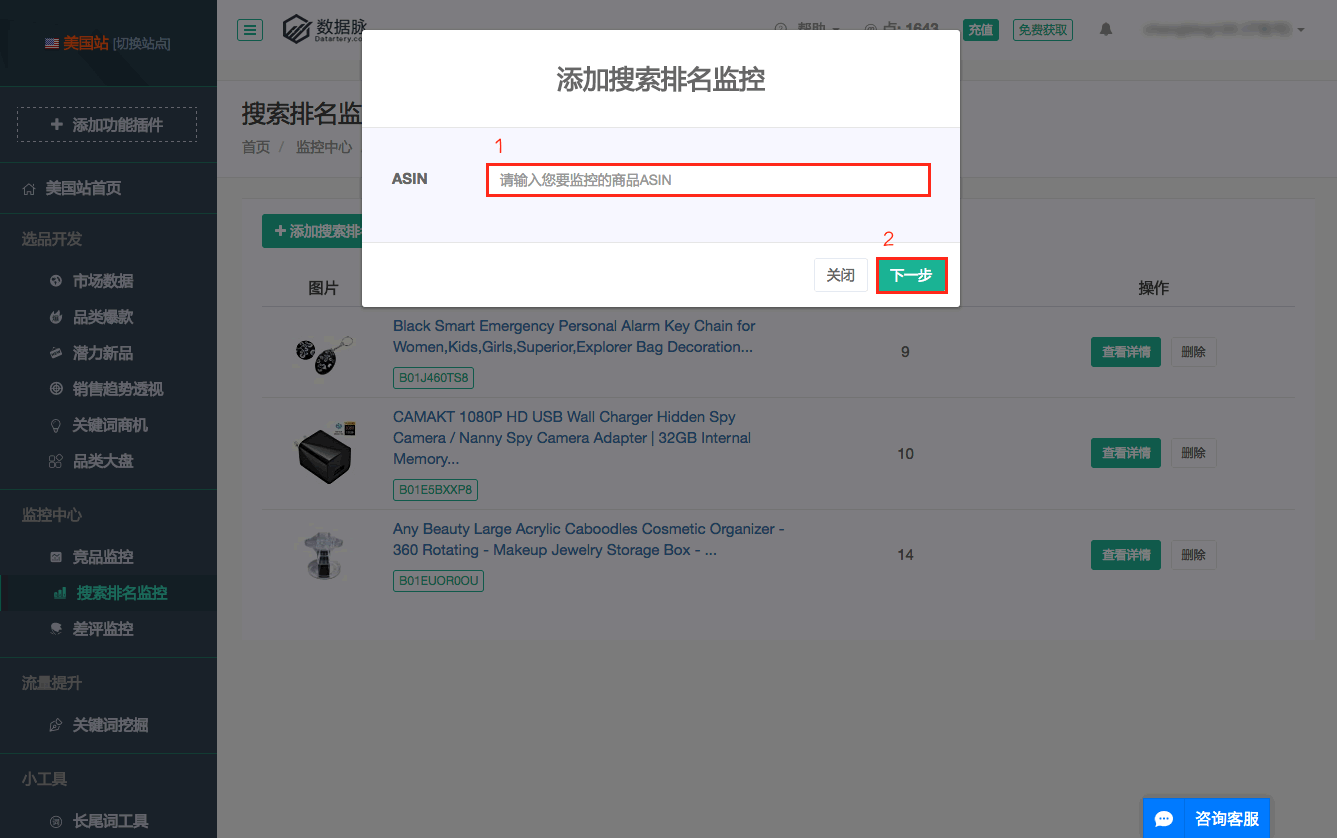 美国站 [切换站点]
添加功能插件
美国站首页
选品开发
市场数据
品类爆款
潜力新品
销售趋势透视
关键词商机
品类大盘
监控中心
竞品监控
搜索排名监控
差评监控
流量提升
关键词挖掘
小工具
长尾词工具
数据脉
Datartery.co
帮助
点: 1643
充值
免费获取
搜索排名监
首页 / 监控中心
添加搜索排名监控
1
ASIN
请输入您要监控的商品ASIN
2
关闭
下一步
添加搜索排
图片
操作
Black Smart Emergency Personal Alarm Key Chain for
Women,Kids,Girls,Superior,Explorer Bag Decoration...
B01J460TS8
9
查看详情
删除
CAMAKT 1080P HD USB Wall Charger Hidden Spy
Camera / Nanny Spy Camera Adapter | 32GB Internal
Memory...
B01E5BXXP8
10
查看详情
删除
Any Beauty Large Acrylic Caboodles Cosmetic Organizer -
360 Rotating - Makeup Jewelry Storage Box - ...
B01EUOR0OU
14
查看详情
删除
咨询客服